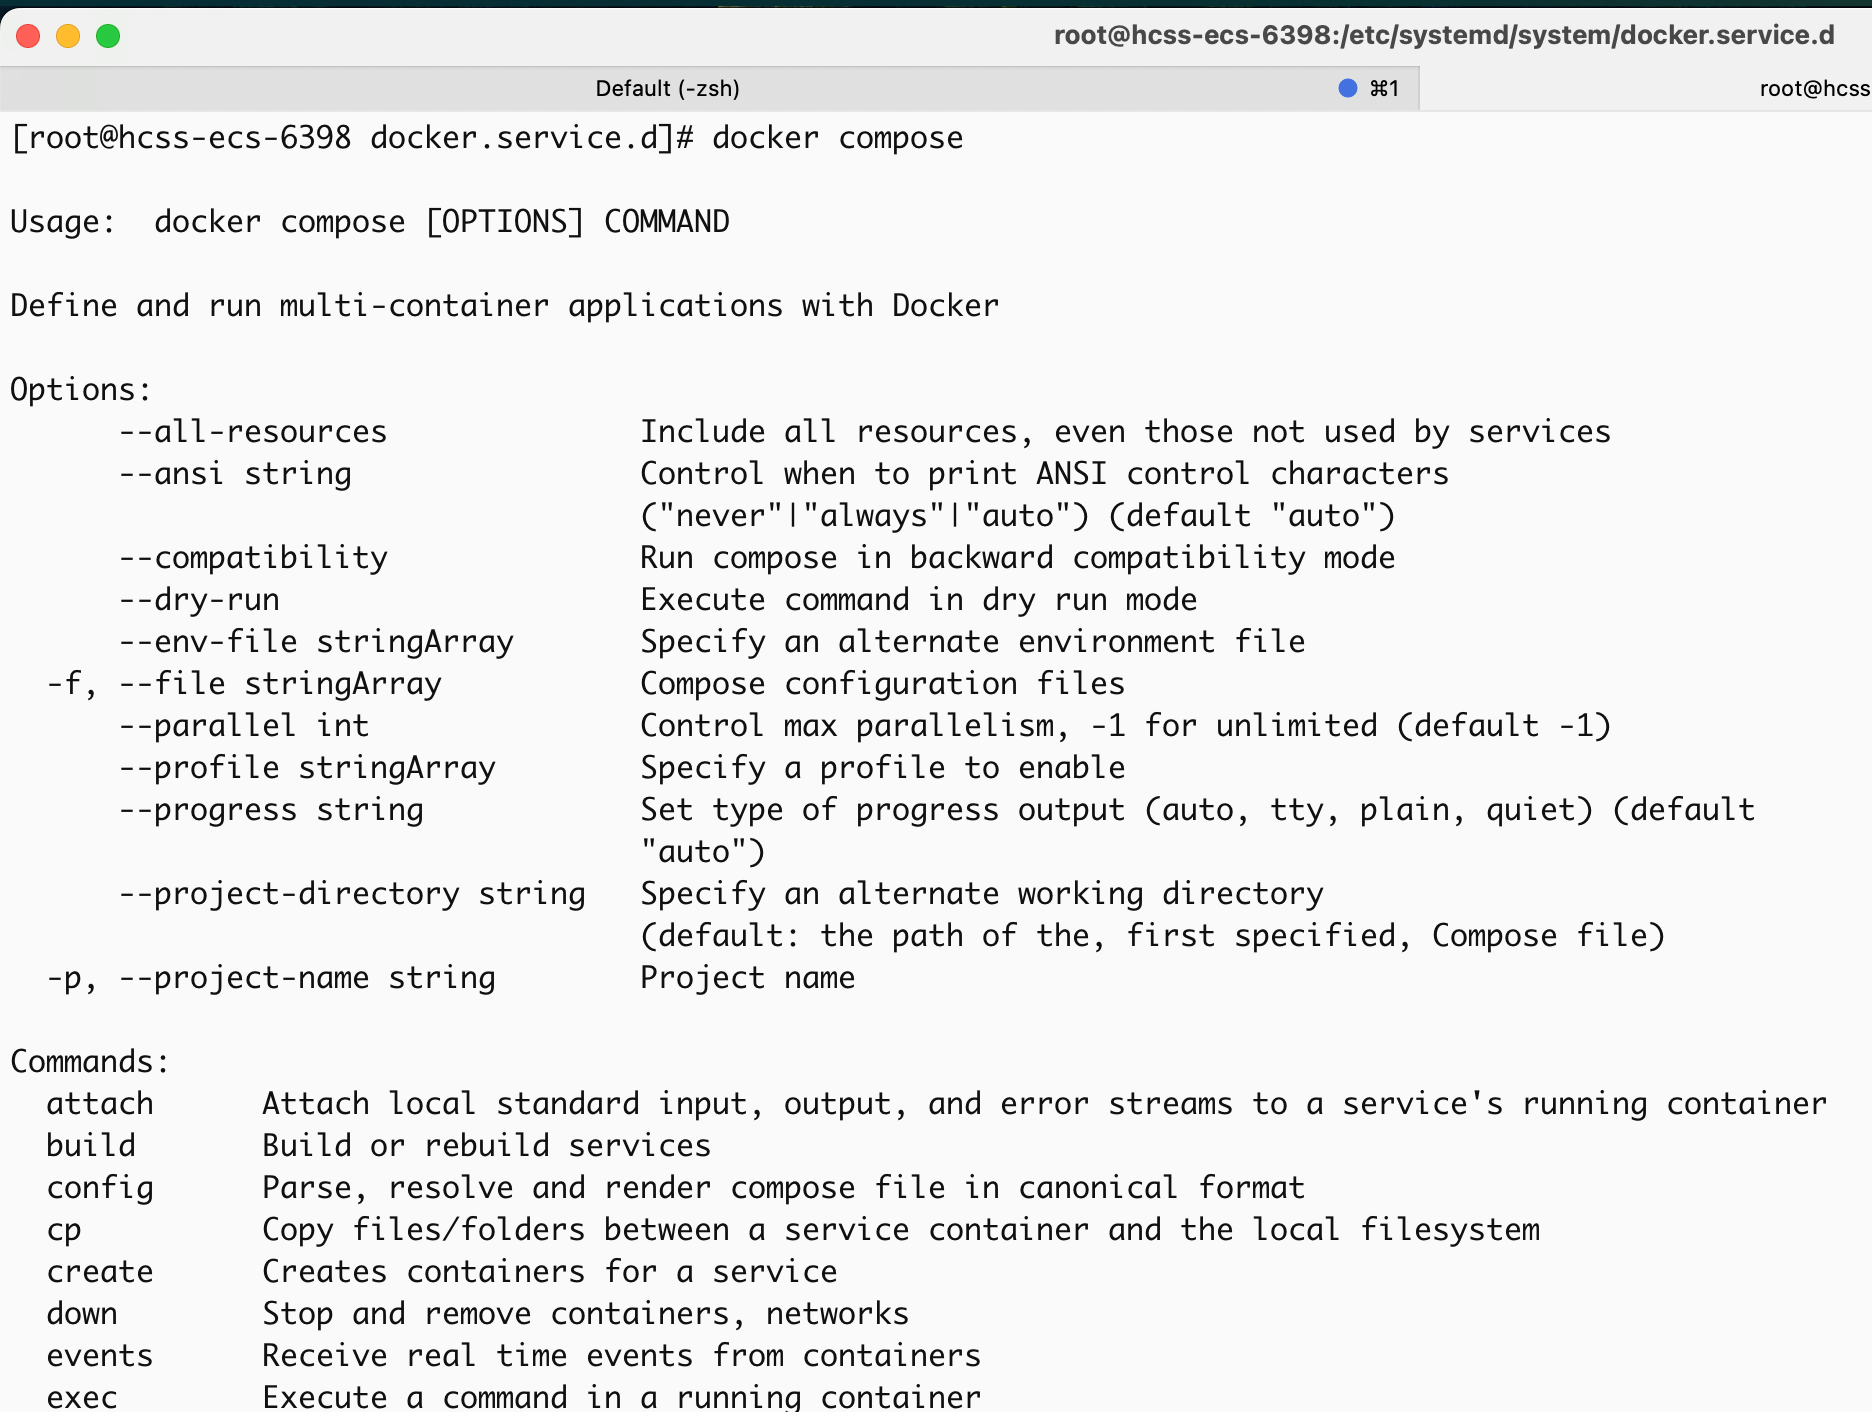 root@hcss-ecs-6398:/etc/systemd/system/docker.service.d
Default (-zsh) ⌘1 root@hcss
[root@hcss-ecs-6398 docker.service.d]# docker compose
Usage:  docker compose [OPTIONS] COMMAND
Define and run multi-container applications with Docker
Options:
      --all-resources              Include all resources, even those not used by services
      --ansi string                Control when to print ANSI control characters
                                   ("never"|"always"|"auto") (default "auto")
      --compatibility              Run compose in backward compatibility mode
      --dry-run                    Execute command in dry run mode
      --env-file stringArray       Specify an alternate environment file
  -f, --file stringArray           Compose configuration files
      --parallel int               Control max parallelism, -1 for unlimited (default -1)
      --profile stringArray        Specify a profile to enable
      --progress string            Set type of progress output (auto, tty, plain, quiet) (default
                                   "auto")
      --project-directory string   Specify an alternate working directory
                                   (default: the path of the, first specified, Compose file)
  -p, --project-name string        Project name
Commands:
  attach      Attach local standard input, output, and error streams to a service's running container
  build       Build or rebuild services
  config      Parse, resolve and render compose file in canonical format
  cp          Copy files/folders between a service container and the local filesystem
  create      Creates containers for a service
  down        Stop and remove containers, networks
  events      Receive real time events from containers
  exec        Execute a command in a running container